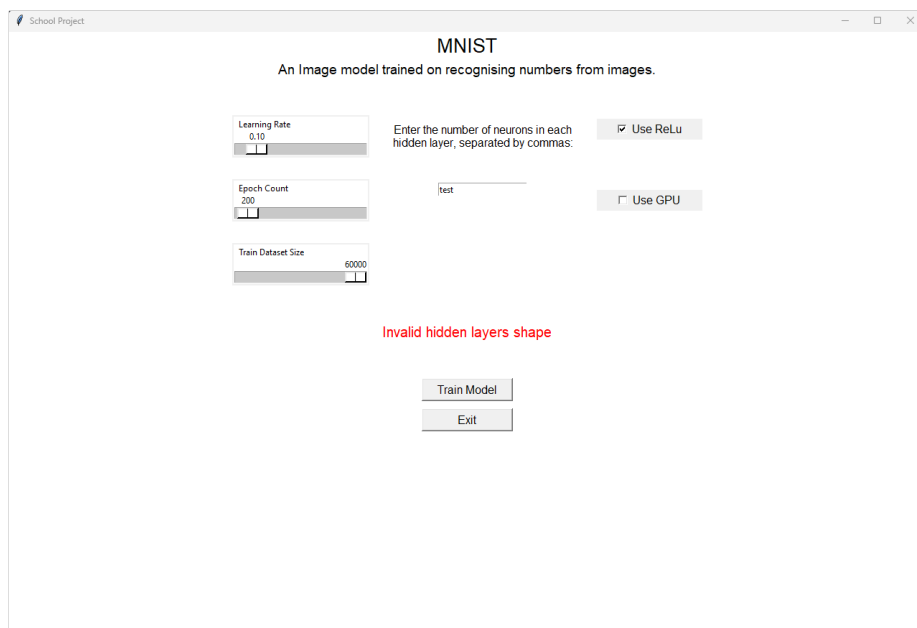 School Project
MNIST
An Image model trained on recognising numbers from images.
Learning Rate
0.10
Enter the number of neurons in each
hidden layer, separated by commas:
Use ReLu
Epoch Count
200
test
Use GPU
Train Dataset Size
60000
Invalid hidden layers shape
Train Model
Exit